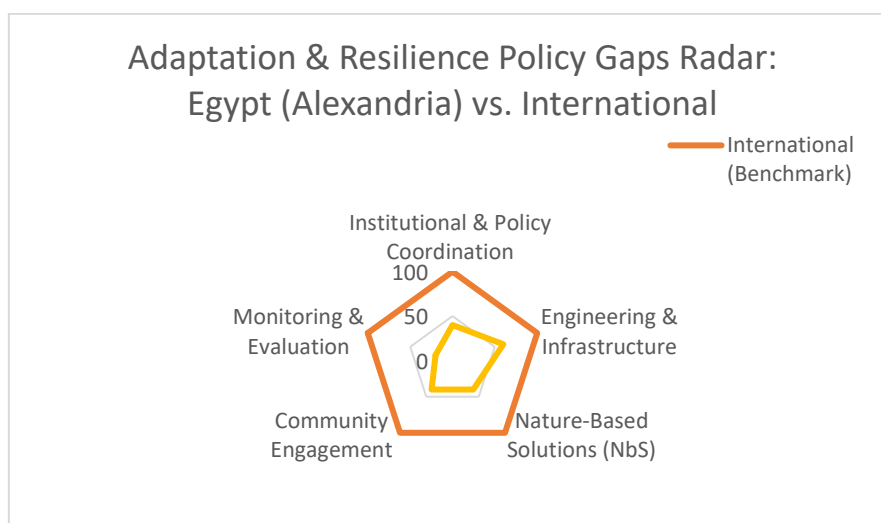 Adaptation & Resilience Policy Gaps Radar:
Egypt (Alexandria) vs. International
International
(Benchmark)
Institutional & Policy
Coordination
100
50
0
Monitoring &
Evaluation
Engineering &
Infrastructure
Community
Engagement
Nature-Based
Solutions (NbS)